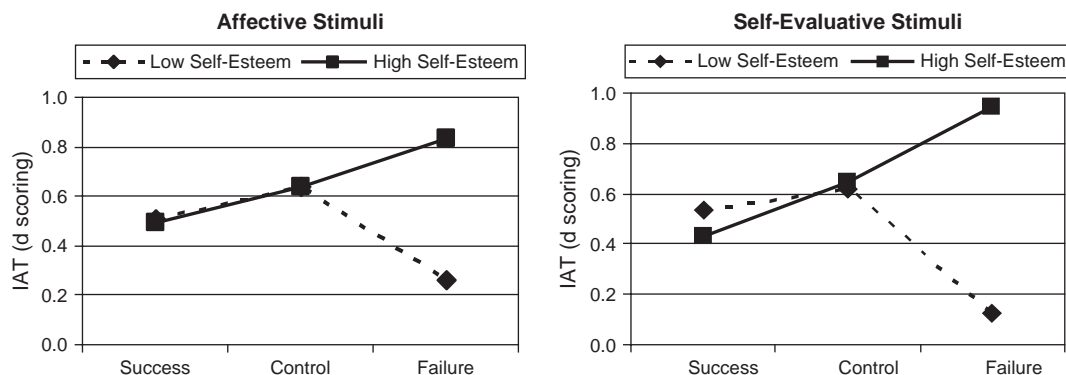 Affective Stimuli
Low Self-Esteem High Self-Esteem
1.0
0.8
0.6
0.4
0.2
0.0
IAT (d scoring)
Success Control Failure
Self-Evaluative Stimuli
Low Self-Esteem High Self-Esteem
1.0
0.8
0.6
0.4
0.2
0.0
IAT (d scoring)
Success Control Failure